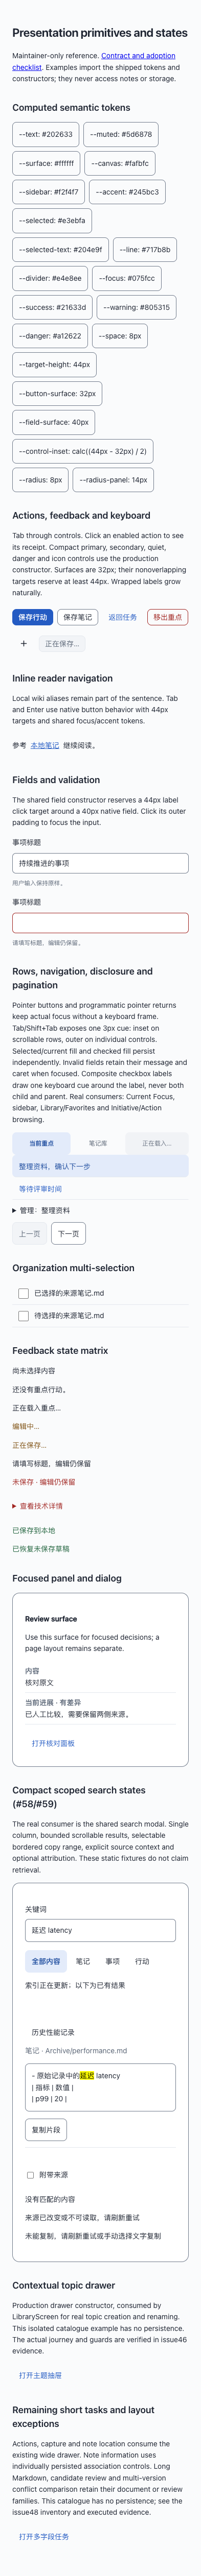 Presentation primitives and states
Maintainer-only reference. Contract and adoption
checklist. Examples import the shipped tokens and
constructors; they never access notes or storage.
Computed semantic tokens
--text: #202633
--muted: #5d6878
--surface: #ffffff
--canvas: #fafbfc
--sidebar: #f2f4f7
--accent: #245bc3
--selected: #e3ebfa
--selected-text: #204e9f
--line: #717b8b
--divider: #e4e8ee
--focus: #075fcc
--success: #21633d
--warning: #805315
--danger: #a12622
--space: 8px
--target-height: 44px
--button-surface: 32px
--field-surface: 40px
--control-inset: calc((44px - 32px) / 2)
--radius: 8px
--radius-panel: 14px
Actions, feedback and keyboard
Tab through controls. Click an enabled action to see
its receipt. Compact primary, secondary, quiet,
danger and icon controls use the production
constructor. Surfaces are 32px; their nonoverlapping
targets reserve at least 44px. Wrapped labels grow
naturally.
保存行动
保存笔记
返回任务
移出重点
+
正在保存…
Inline reader navigation
Local wiki aliases remain part of the sentence. Tab
and Enter use native button behavior with 44px
targets and shared focus/accent tokens.
参考 本地笔记 继续阅读。
Fields and validation
The shared field constructor reserves a 44px label
click target around a 40px native field. Click its outer
padding to focus the input.
事项标题
持续推进的事项
用户输入保持原样。
事项标题
请填写标题，编辑仍保留。
Rows, navigation, disclosure and
pagination
Pointer buttons and programmatic pointer returns
keep actual focus without a keyboard frame.
Tab/Shift+Tab exposes one 3px cue: inset on
scrollable rows, outer on individual controls.
Selected/current fill and checked fill persist
independently. Invalid fields retain their message and
caret when focused. Composite checkbox labels
draw one keyboard cue around the label, never both
child and parent. Real consumers: Current Focus,
sidebar, Library/Favorites and Initiative/Action
browsing.
当前重点
笔记库
正在载入…
整理资料，确认下一步
等待评审时间
管理：整理资料
上一页
下一页
Organization multi-selection
已选择的来源笔记.md
待选择的来源笔记.md
Feedback state matrix
尚未选择内容
还没有重点行动。
正在载入重点…
编辑中…
正在保存…
请填写标题，编辑仍保留
未保存 · 编辑仍保留
查看技术详情
已保存到本地
已恢复未保存草稿
Focused panel and dialog
Review surface
Use this surface for focused decisions; a
page layout remains separate.
内容
核对原文
当前进展 · 有差异
已人工比较，需要保留两侧来源。
打开核对面板
Compact scoped search states
(#58/#59)
The real consumer is the shared search modal. Single
column, bounded scrollable results, selectable
bordered copy range, explicit source context and
optional attribution. These static fixtures do not claim
retrieval.
关键词
延迟 latency
全部内容
笔记
事项
行动
索引正在更新；以下为已有结果
历史性能记录
笔记 · Archive/performance.md
- 原始记录中的延迟 latency
| 指标 | 数值 |
| p99 | 20 |
复制片段
附带来源
没有匹配的内容
来源已改变或不可读取，请刷新重试
未能复制，请刷新重试或手动选择文字复制
Contextual topic drawer
Production drawer constructor, consumed by
LibraryScreen for real topic creation and renaming.
This isolated catalogue example has no persistence.
The actual journey and guards are verified in issue46
evidence.
打开主题抽屉
Remaining short tasks and layout
exceptions
Actions, capture and note location consume the
existing wide drawer. Note information uses
individually persisted association controls. Long
Markdown, candidate review and multi-version
conflict comparison retain their document or review
families. This catalogue has no persistence; see the
issue48 inventory and executed evidence.
打开多字段任务